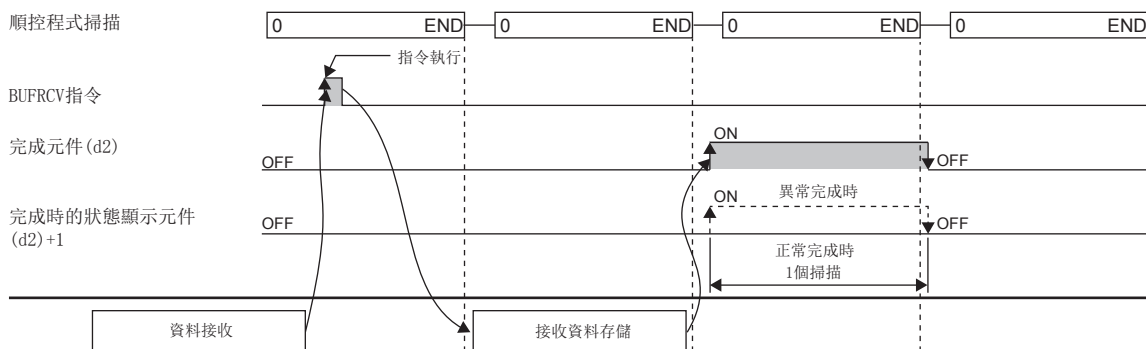 順控程式掃描
0 END 0 END 0 END 0 END
指令執行
BUFRCV指令
完成元件(d2)
OFF ON OFF
完成時的狀態顯示元件
(d2)+1
OFF ON 異常完成時 OFF
正常完成時
1個掃描
資料接收 接收資料存儲